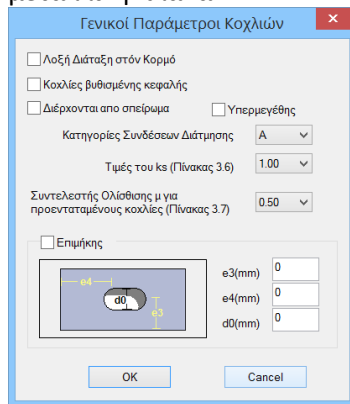 Γενικοί Παράμετροι Κοχλιών
Λοξή Διάταξη στόν Κορμό
Κοχλίες βυθισμένης κεφαλής
Διέρχονται απο σπείρωμα
Υπερμεγέθης
Κατηγορίες Συνδέσεων Διάτμησης A
Τιμές του ks (Πίνακας 3.6) 1.00
Συντελεστής Ολίσθισης μ για
προενταταμένους κοχλίες (Πίνακας 3.7) 0.50
Επιμήκης
e4
d0
e3
e3(mm) 0
e4(mm) 0
d0(mm) 0
OK Cancel